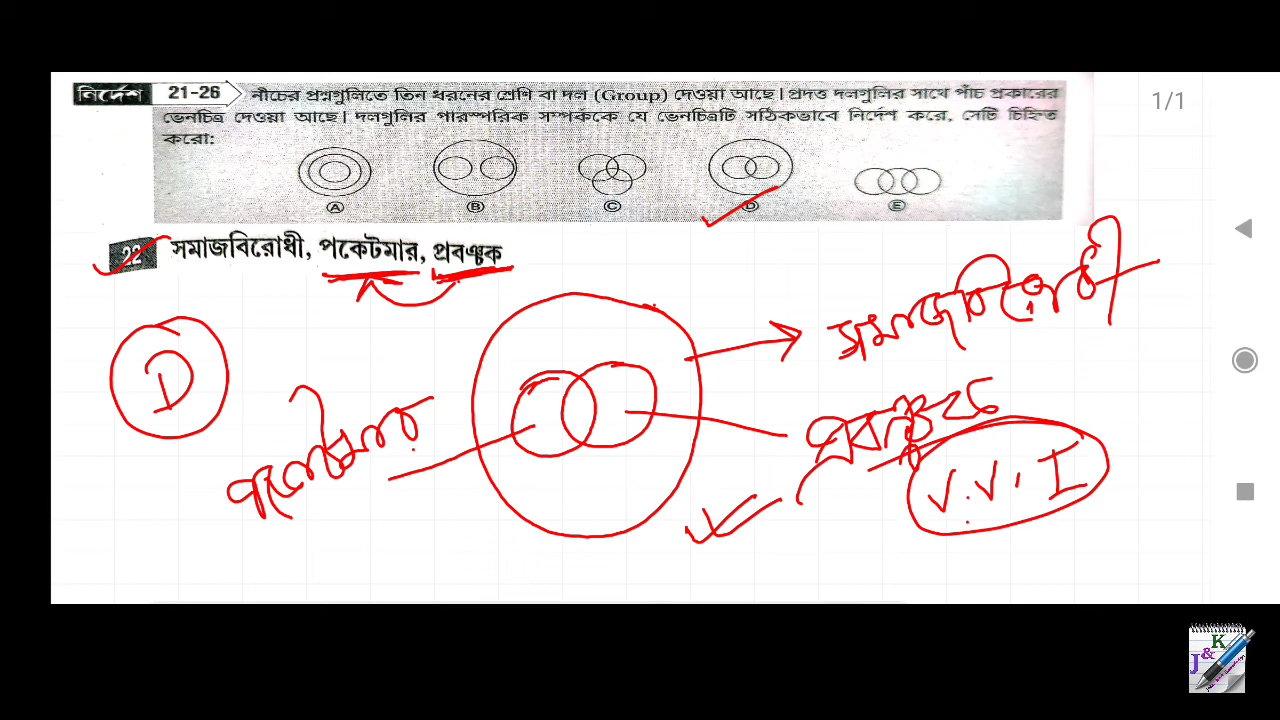 নির্দেশ 21-26 নীচের প্রশ্নগুলিতে তিন ধরনের শ্রেণি বা দল (Group) দেওয়া আছে। প্রদত্ত দলগুলির সাথে পাঁচ প্রকারের
ভেনচিত্র দেওয়া আছে। দলগুলির পারস্পরিক সম্পর্ককে যে ভেনচিত্রটি সঠিকভাবে নির্দেশ করে, সেটি চিহ্নিত
করো:
1/1
A B C D E
22 সমাজবিরোধী, পকেটমার, প্রবঞ্চক
সমাজবিরোধী
D
পকেটমার
প্রবঞ্চক
V.V.I
J&K